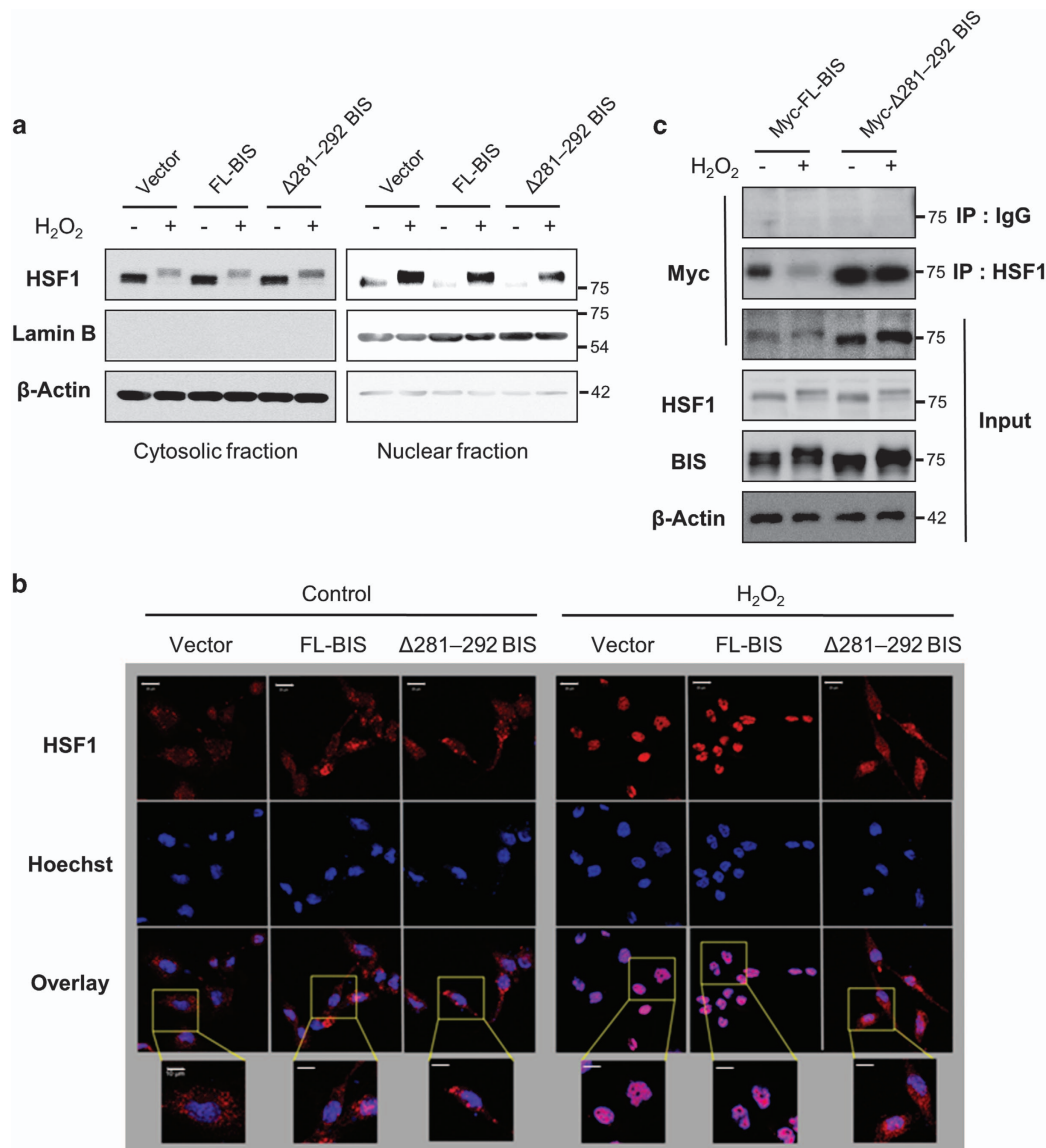 a
Vector FL-BIS Δ281–292 BIS Vector FL-BIS Δ281–292 BIS
H2O2 - + - + - + - + - + - +
HSF1
75
Lamin B
75
54
β-Actin
42
Cytosolic fraction Nuclear fraction
c
Myc-FL-BIS Myc-Δ281–292 BIS
H2O2 - + - +
Myc
75 IP : IgG
75 IP : HSF1
75
HSF1
75
BIS
75
β-Actin
42
Input
b
Control H2O2
Vector FL-BIS Δ281–292 BIS Vector FL-BIS Δ281–292 BIS
HSF1
Hoechst
Overlay
10 μm